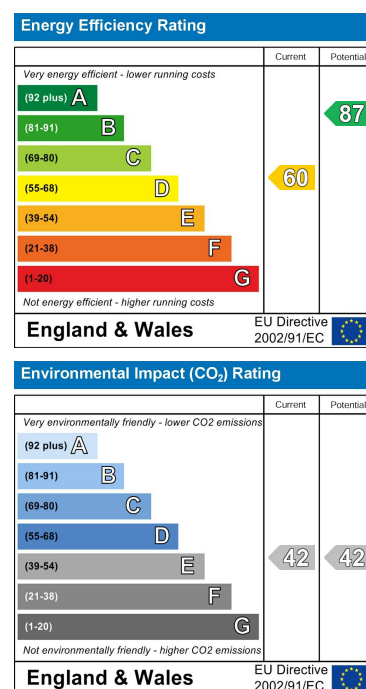 Energy Efficiency Rating
Current Potential
Very energy efficient - lower running costs
(92 plus) A
(81-91) B
87
(69-80) C
(55-68) D
60
(39-54) E
(21-38) F
(1-20) G
Not energy efficient - higher running costs
England & Wales
EU Directive
2002/91/EC
Environmental Impact (CO₂) Rating
Current Potential
Very environmentally friendly - lower CO2 emissions
(92 plus) A
(81-91) B
(69-80) C
(55-68) D
(39-54) E
42 42
(21-38) F
(1-20) G
Not environmentally friendly - higher CO2 emissions
England & Wales
EU Directive
2002/91/EC